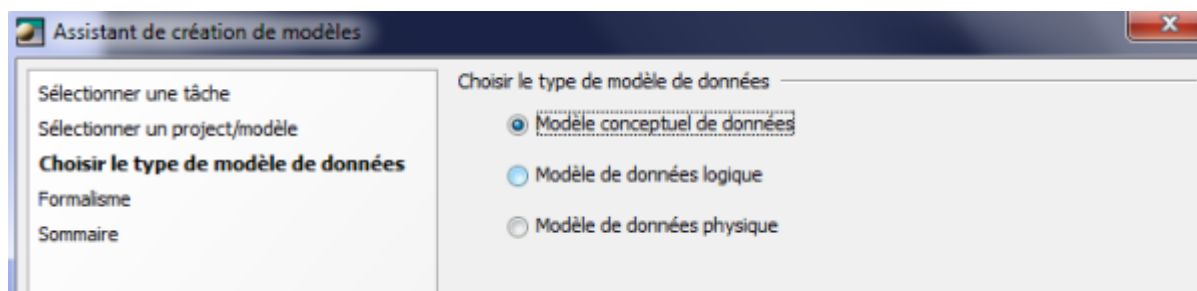 Assistant de création de modèles
Sélectionner une tâche
Sélectionner un project/modèle
Choisir le type de modèle de données
Formalisme
Sommaire
Choisir le type de modèle de données
Modèle conceptuel de données
Modèle de données logique
Modèle de données physique